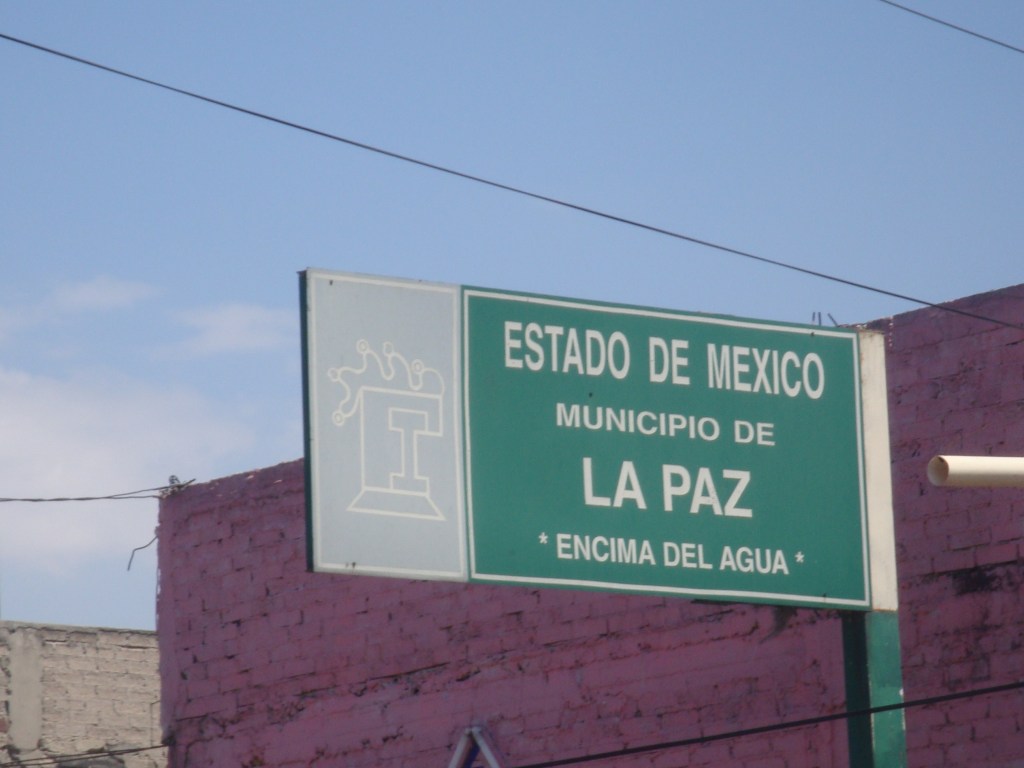 ESTADO DE MEXICO
MUNICIPIO DE
LA PAZ
* ENCIMA DEL AGUA *